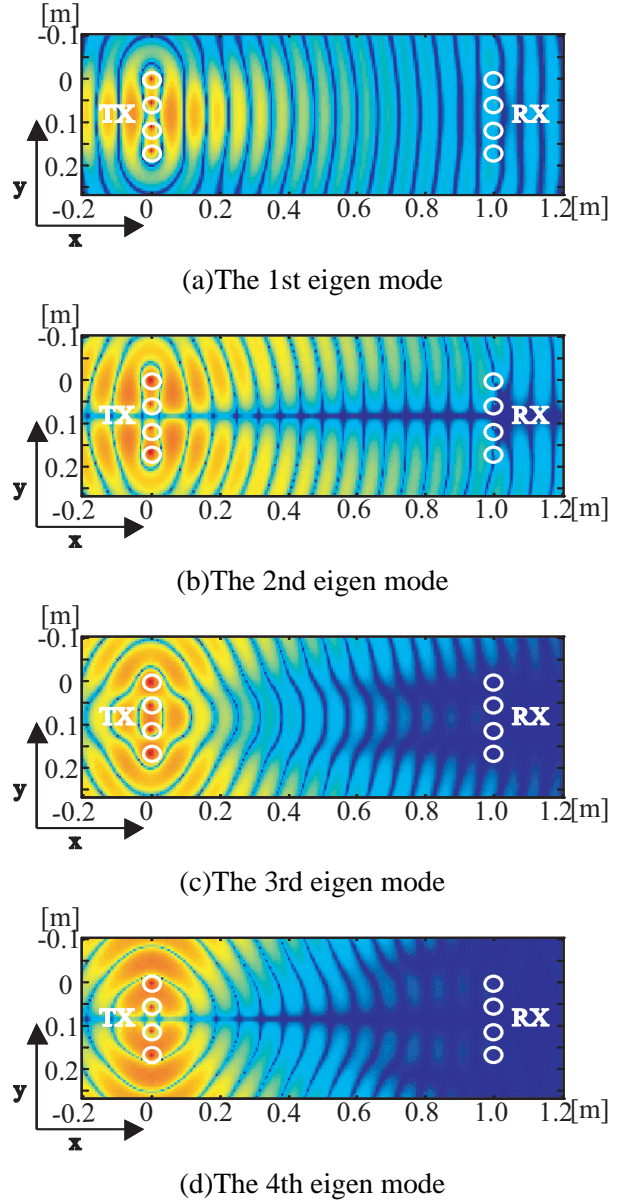 [m]
-0.1
0
TX RX
0.1
0.2
y
-0.2 0 0.2 0.4 0.6 0.8 1.0 1.2[m]
x
(a)The 1st eigen mode
[m]
-0.1
0
TX RX
0.1
0.2
y
-0.2 0 0.2 0.4 0.6 0.8 1.0 1.2[m]
x
(b)The 2nd eigen mode
[m]
-0.1
0
TX RX
0.1
0.2
y
-0.2 0 0.2 0.4 0.6 0.8 1.0 1.2[m]
x
(c)The 3rd eigen mode
[m]
-0.1
0
TX RX
0.1
0.2
y
-0.2 0 0.2 0.4 0.6 0.8 1.0 1.2[m]
x
(d)The 4th eigen mode